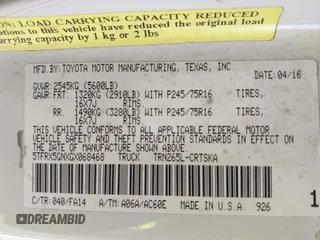 ON: LOAD CARRYING CAPACITY REDUCED
ations to this vehicle have reduced the original load
arrying capacity by 1 kg or 2 lbs
MFD.BY:TOYOTA MOTOR MANUFACTURING, TEXAS, INC.
GVWR:2545KG (5600LB) DATE: 04/16
GAWR:FRT. 1320KG (2910LB) WITH P245/75R16 TIRES,
16X7J RIMS
RR. 1490KG (3280LB) WITH P245/75R16 TIRES,
16X7J RIMS
THIS VEHICLE CONFORMS TO ALL APPLICABLE FEDERAL MOTOR
VEHICLE SAFETY AND THEFT PREVENTION STANDARDS IN EFFECT
ON THE DATE OF MANUFACTURE SHOWN ABOVE.
5TFRX5GNXGX068468 TRUCK TRN265L-CRTSKA
C/TR:040/FA14 A/TM:A06A/AC60E MADE IN U.S.A. 926
1